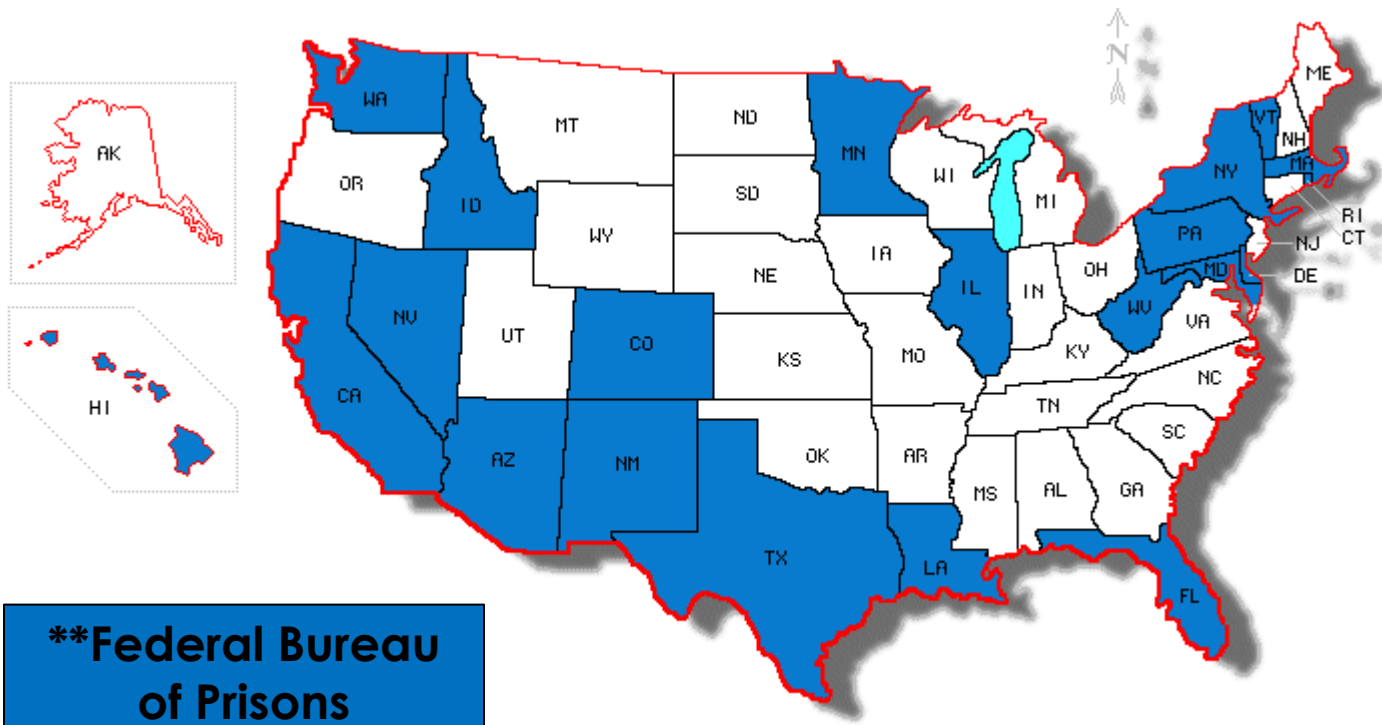 N
ME
WA
VT
MT
ND
NH
MN
AK
MA
OR
NY
WI
ID
SD
MI
RI
WY
CT
PA
NJ
IA
OH
NE
MD
DE
IL
IN
NV
WV
VA
UT
CO
KY
KS
MO
NC
CA
TN
HI
SC
OK
AR
AZ
NM
MS
AL
GA
TX
LA
FL
**Federal Bureau
of Prisons